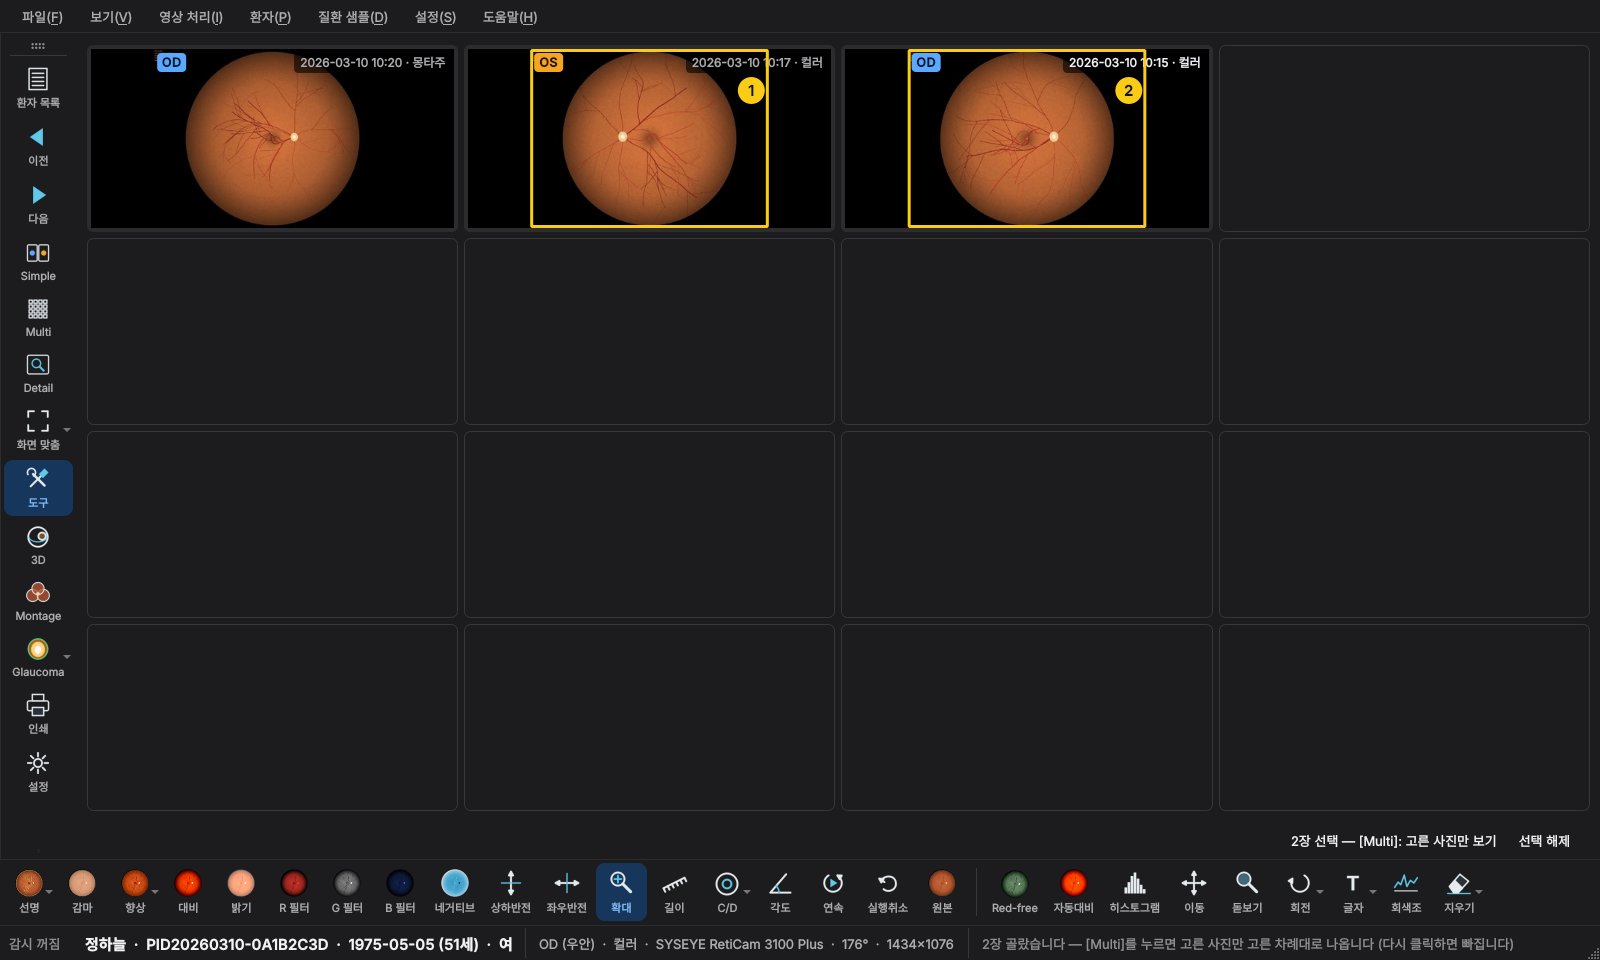 파일(F) 보기(V) 영상 처리(I) 환자(P) 질환 샘플(D) 설정(S) 도움말(H)
환자 목록
이전
다음
Simple
Multi
Detail
화면 맞춤
도구
3D
Montage
Glaucoma
인쇄
설정
OD 2026-03-10 10:20 · 몽타주
OS 2026-03-10 10:17 · 컬러
1
OD 2026-03-10 10:15 · 컬러
2
2장 선택 — [Multi]: 고른 사진만 보기 선택 해제
선명 감마 향상 대비 밝기 R 필터 G 필터 B 필터 네거티브 상하반전 좌우반전 확대 길이 C/D 각도 연속 실행취소 원본 Red-free 자동대비 히스토그램 이동 돋보기 회전 글자 회색조 지우기
감시 꺼짐 정하늘 · PID20260310-0A1B2C3D · 1975-05-05 (51세) · 여 OD (우안) · 컬러 · SYSEYE RetiCam 3100 Plus · 176° · 1434×1076 2장 골랐습니다 — [Multi]를 누르면 고른 사진만 고른 차례대로 나옵니다 (다시 클릭하면 빠집니다)